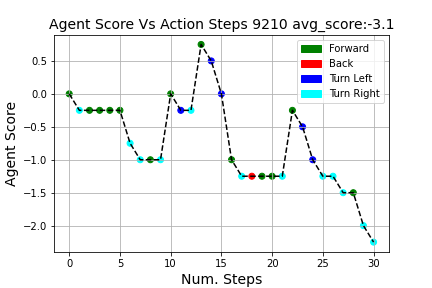 Agent Score Vs Action Steps 9210 avg_score:-3.1
Forward
Back
Turn Left
Turn Right
Agent Score
0.5
0.0
−0.5
−1.0
−1.5
−2.0
0 5 10 15 20 25 30
Num. Steps